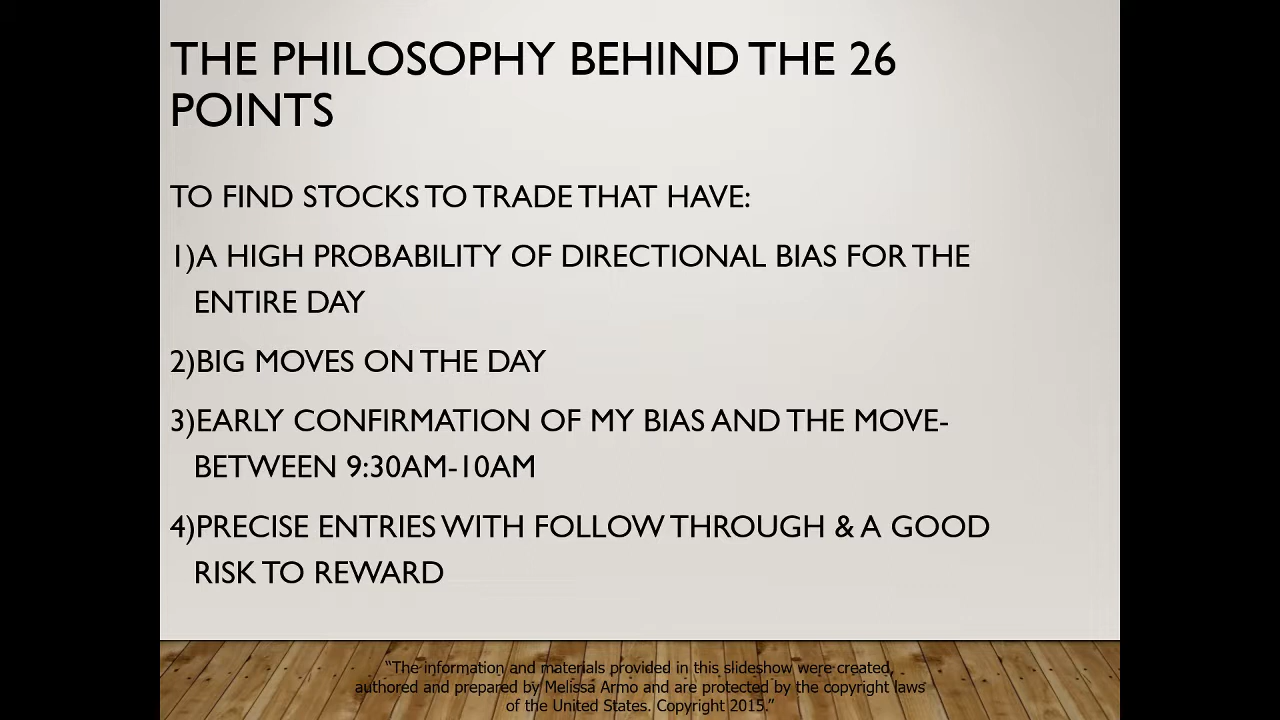 THE PHILOSOPHY BEHIND THE 26
POINTS
TO FIND STOCKS TO TRADE THAT HAVE:
1)A HIGH PROBABILITY OF DIRECTIONAL BIAS FOR THE
ENTIRE DAY
2)BIG MOVES ON THE DAY
3)EARLY CONFIRMATION OF MY BIAS AND THE MOVE-
BETWEEN 9:30AM-10AM
4)PRECISE ENTRIES WITH FOLLOW THROUGH & A GOOD
RISK TO REWARD
“The information and materials provided in this slideshow were created,
authored and prepared by Melissa Armo and are protected by the copyright laws
of the United States. Copyright 2015.”